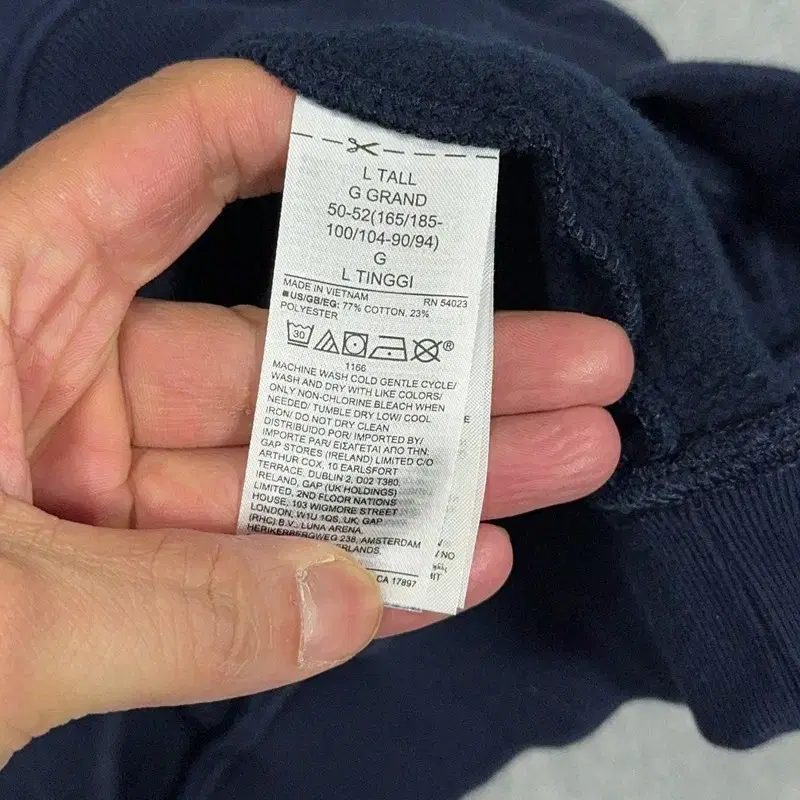 L TALL
G GRAND
50-52(165/185-
100/104-90/94)
G
L TINGGI
MADE IN VIETNAM RN 54023
US/GB/EG: 77% COTTON. 23%
POLYESTER
30 ®
1166
MACHINE WASH COLD GENTLE CYCLE/
WASH AND DRY WITH LIKE COLORS/
ONLY NON-CHLORINE BLEACH WHEN
NEEDED/ TUMBLE DRY LOW/ COOL
IRON/ DO NOT DRY CLEAN
DISTRIBUIDO POR/ IMPORTED BY/
IMPORTE PAR/ ΕΙΣΑΓΕΤΑΙ ΑΠΟ ΤΗΝ:
GAP STORES (IRELAND) LIMITED C/O
ARTHUR COX, 10 EARLSFORT
TERRACE, DUBLIN 2, D02 T380,
IRELAND, GAP (UK HOLDINGS)
LIMITED, 2ND FLOOR NATIONS
HOUSE, 103 WIGMORE STREET
LONDON, W1U 1QS, UK, GAP
(RHC) B.V., LUNA ARENA,
HERIKERBERGWEG 238, AMSTERDAM
CA 17897